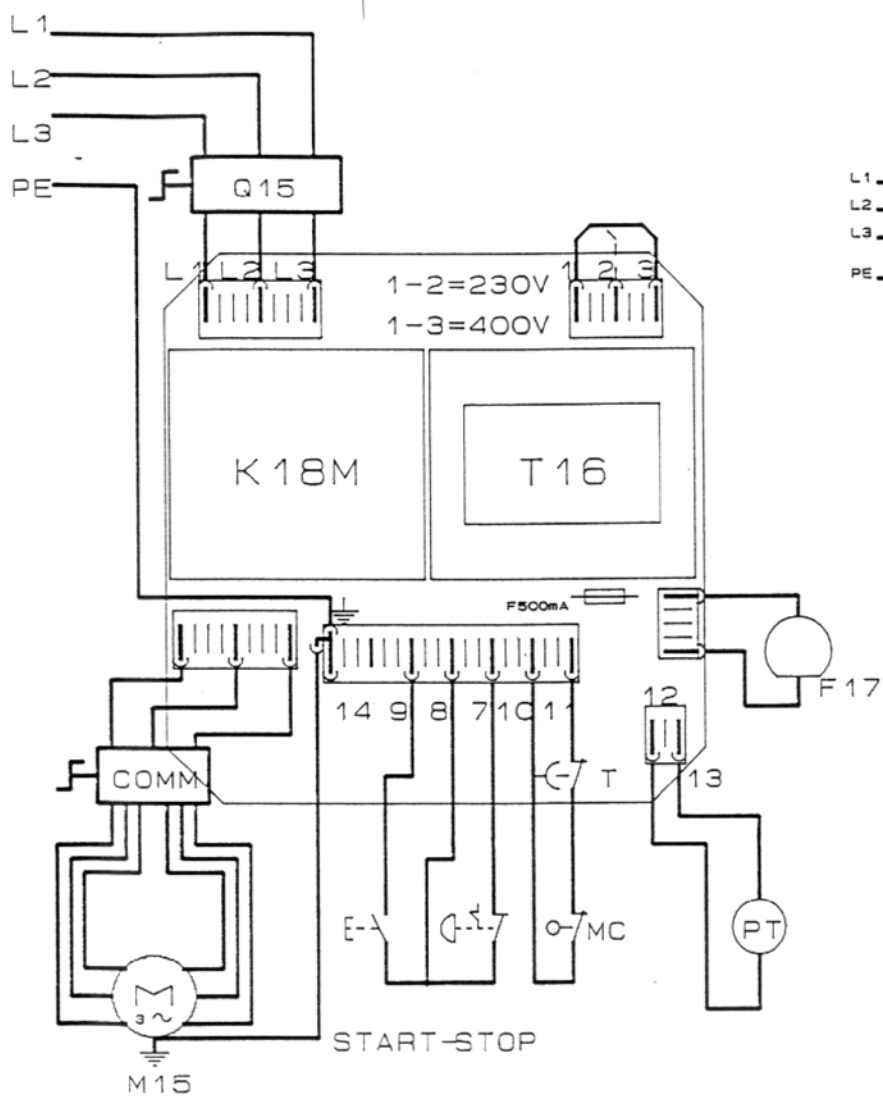 L1
L2
L3
PE
Q15
L1
L2
L3
PE
L1 L2 L3
1 2 3
1-2=230V
1-3=400V
K18M
T16
F500mA
F17
14 9 8 7 10 11
12
13
COMM
T
MC
PT
M
3~
START-STOP
M15